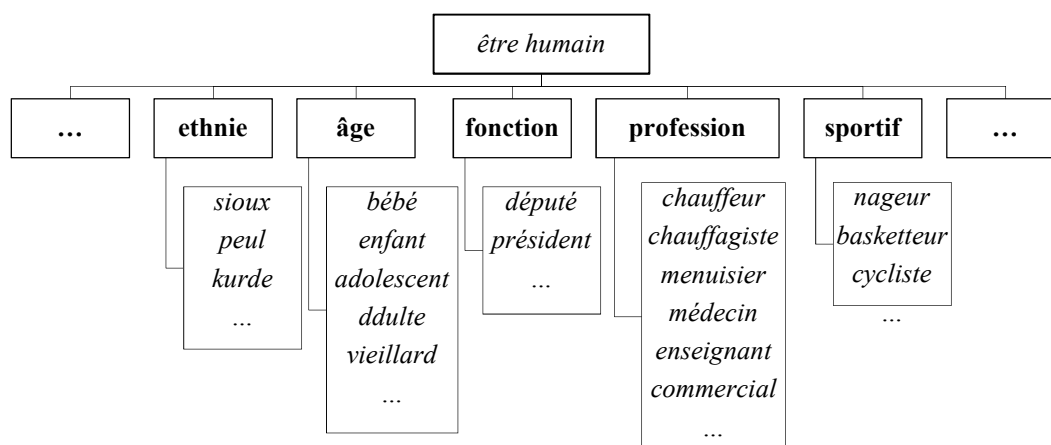 être humain
…
ethnie
âge
fonction
profession
sportif
…
sioux
peul
kurde
...
bébé
enfant
adolescent
ddulte
vieillard
...
député
président
...
chauffeur
chauffagiste
menuisier
médecin
enseignant
commercial
...
nageur
basketteur
cycliste
...